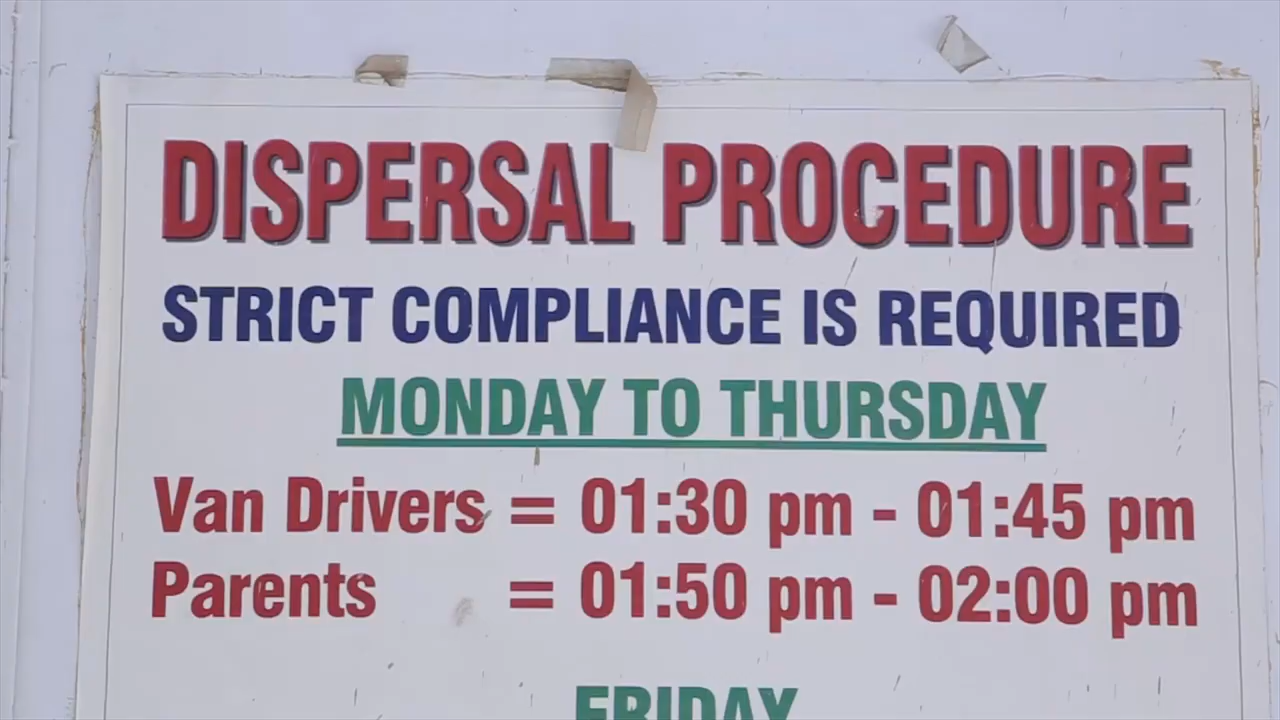 DISPERSAL PROCEDURE
STRICT COMPLIANCE IS REQUIRED
MONDAY TO THURSDAY
Van Drivers = 01:30 pm - 01:45 pm
Parents = 01:50 pm - 02:00 pm
FRIDAY